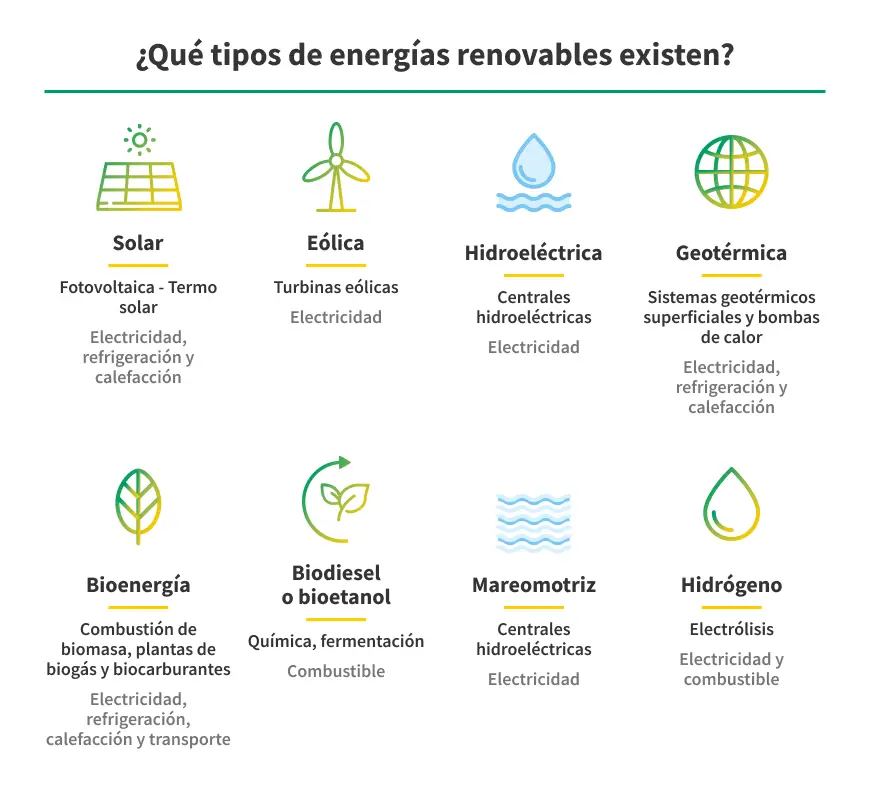 ¿Qué tipos de energías renovables existen?
Solar
Fotovoltaica - Termo
solar
Electricidad,
refrigeración y
calefacción
Eólica
Turbinas eólicas
Electricidad
Hidroeléctrica
Centrales
hidroeléctricas
Electricidad
Geotérmica
Sistemas geotérmicos
superficiales y bombas
de calor
Electricidad,
refrigeración y
calefacción
Bioenergía
Combustión de
biomasa, plantas de
biogás y biocarburantes
Electricidad,
refrigeración,
calefacción y transporte
Biodiesel
o bioetanol
Química, fermentación
Combustible
Mareomotriz
Centrales
hidroeléctricas
Electricidad
Hidrógeno
Electrólisis
Electricidad y
combustible